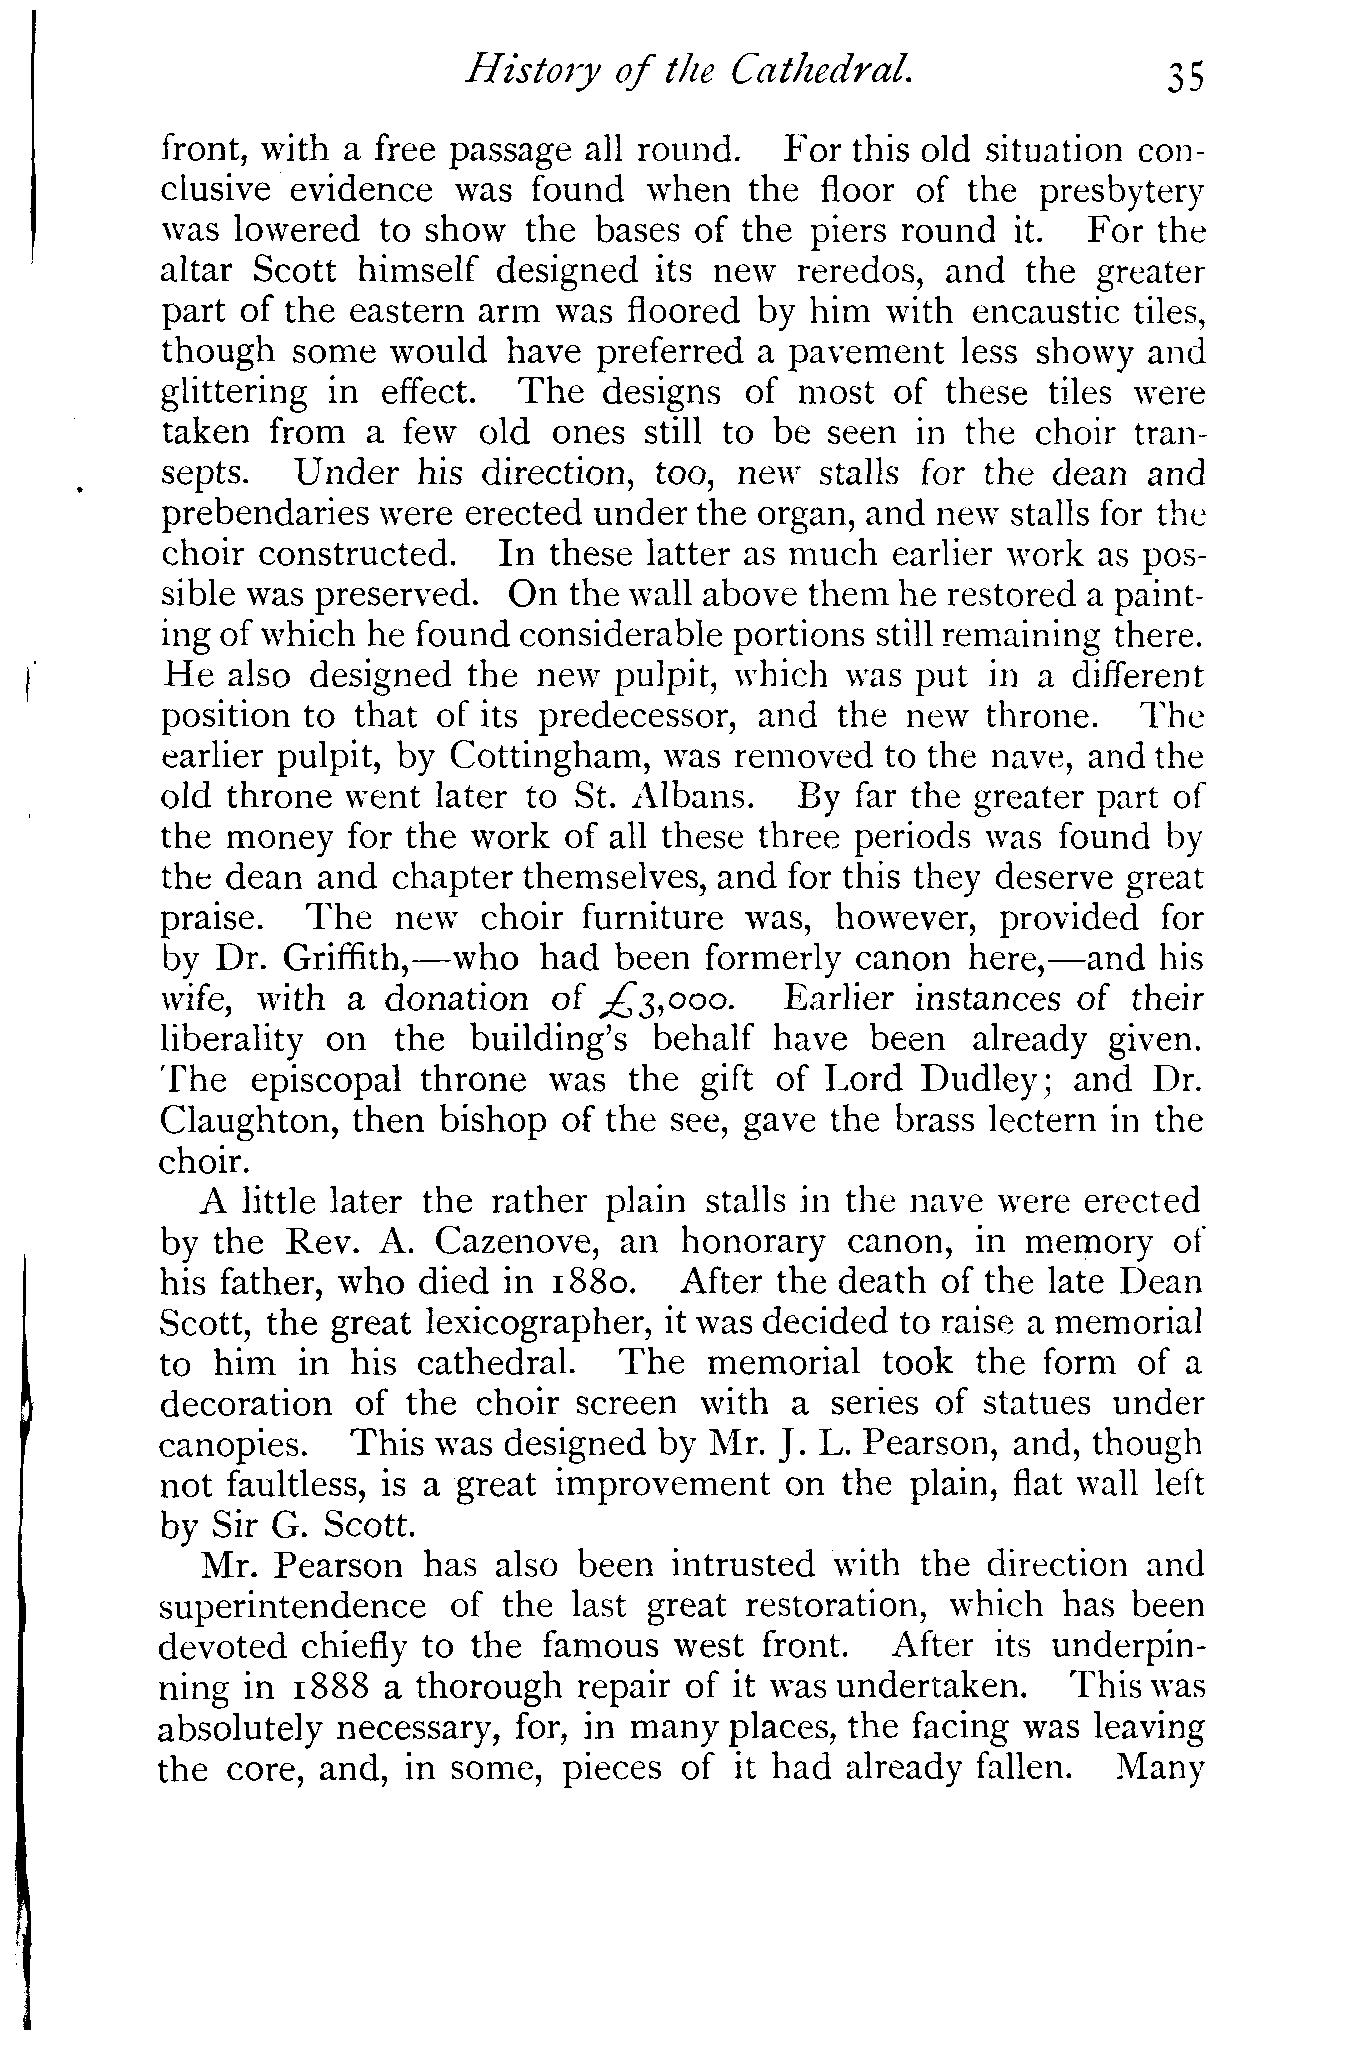 History of the Cathedral. 35
front, with a free passage all round. For this old situation con-
clusive evidence was found when the floor of the presbytery
was lowered to show the bases of the piers round it. For the
altar Scott himself designed its new reredos, and the greater
part of the eastern arm was floored by him with encaustic tiles,
though some would have preferred a pavement less showy and
glittering in effect. The designs of most of these tiles were
taken from a few old ones still to be seen in the choir tran-
septs. Under his direction, too, new stalls for the dean and
prebendaries were erected under the organ, and new stalls for the
choir constructed. In these latter as much earlier work as pos-
sible was preserved. On the wall above them he restored a paint-
ing of which he found considerable portions still remaining there.
He also designed the new pulpit, which was put in a different
position to that of its predecessor, and the new throne. The
earlier pulpit, by Cottingham, was removed to the nave, and the
old throne went later to St. Albans. By far the greater part of
the money for the work of all these three periods was found by
the dean and chapter themselves, and for this they deserve great
praise. The new choir furniture was, however, provided for
by Dr. Griffith,—who had been formerly canon here,—and his
wife, with a donation of £3,000. Earlier instances of their
liberality on the building's behalf have been already given.
The episcopal throne was the gift of Lord Dudley; and Dr.
Claughton, then bishop of the see, gave the brass lectern in the
choir.
A little later the rather plain stalls in the nave were erected
by the Rev. A. Cazenove, an honorary canon, in memory of
his father, who died in 1880. After the death of the late Dean
Scott, the great lexicographer, it was decided to raise a memorial
to him in his cathedral. The memorial took the form of a
decoration of the choir screen with a series of statues under
canopies. This was designed by Mr. J. L. Pearson, and, though
not faultless, is a great improvement on the plain, flat wall left
by Sir G. Scott.
Mr. Pearson has also been intrusted with the direction and
superintendence of the last great restoration, which has been
devoted chiefly to the famous west front. After its underpin-
ning in 1888 a thorough repair of it was undertaken. This was
absolutely necessary, for, in many places, the facing was leaving
the core, and, in some, pieces of it had already fallen. Many